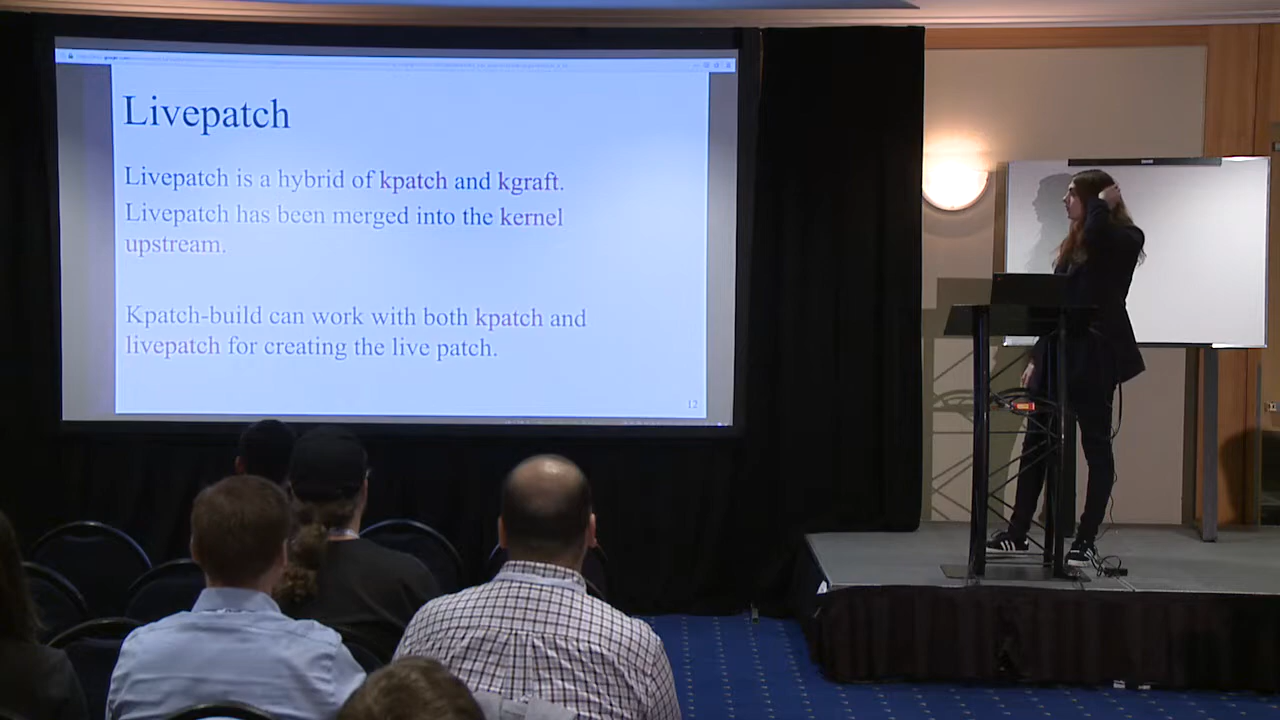 Livepatch
Livepatch is a hybrid of kpatch and kgraft.
Livepatch has been merged into the kernel
upstream.
Kpatch-build can work with both kpatch and
livepatch for creating the live patch.
12